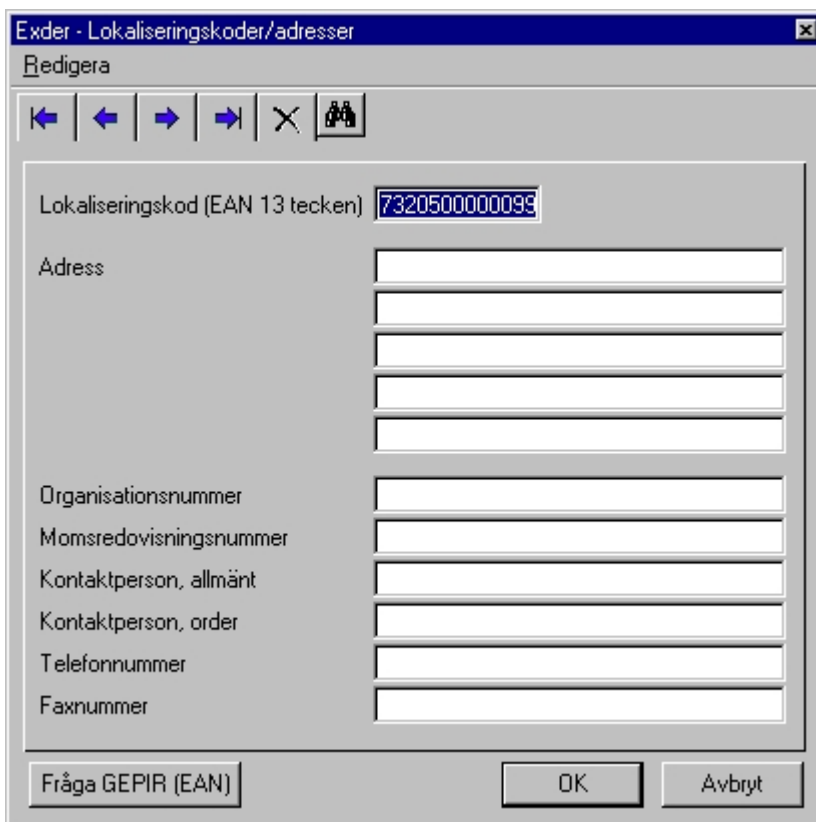 Exder - Lokaliseringskoder/adresser
Redigera
Lokaliseringskod (EAN 13 tecken) 7320500000099
Adress
Organisationsnummer
Momsredovisningsnummer
Kontaktperson, allmänt
Kontaktperson, order
Telefonnummer
Faxnummer
Fråga GEPIR (EAN) OK Avbryt